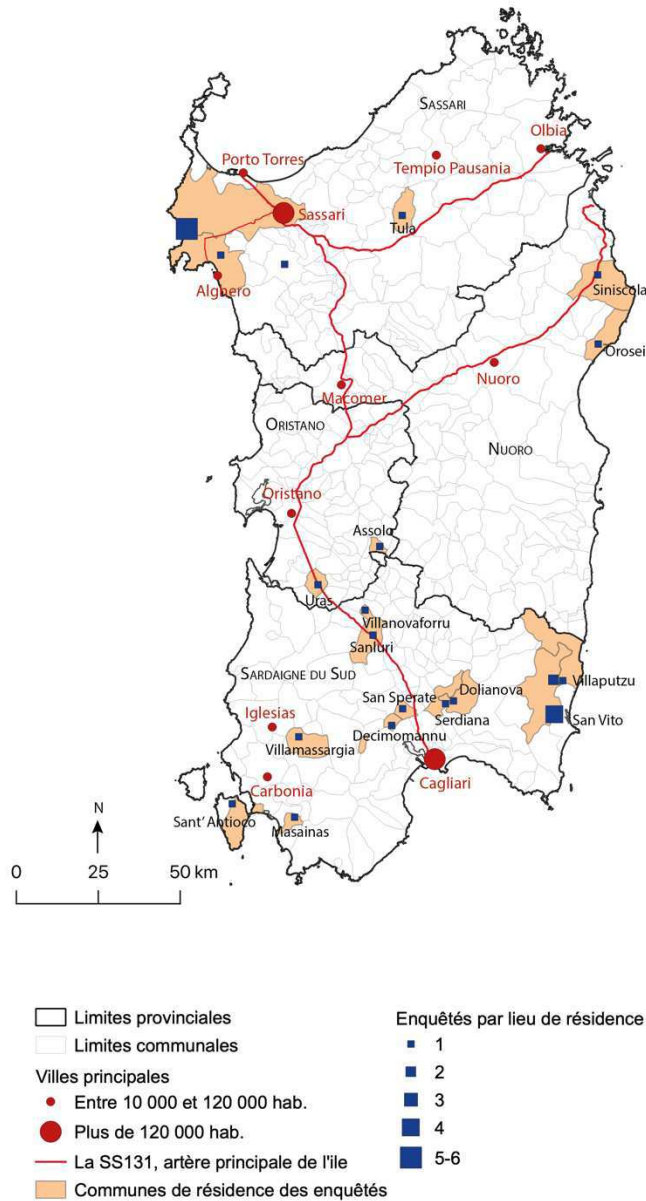 SASSARI
Olbia
Porto Torres
Tempio Pausania
Sassari
Tula
Siniscola
Alghero
Orosei
Nuoro
Macomer
ORISTANO
NUORO
Oristano
Assolo
Uras
Villanovaforru
Sanluri
SARDAIGNE DU SUD
Dolianova
Villaputzu
San Sperate
Serdiana
San Vito
Iglesias
Decimomannu
Villamassargia
Cagliari
Carbonia
N
Sant'Antioco
Masainas
0 25 50 km
Limites provinciales
Limites communales
Villes principales
Entre 10 000 et 120 000 hab.
Plus de 120 000 hab.
La SS131, artère principale de l'ile
Communes de résidence des enquêtés
Enquêtés par lieu de résidence
1
2
3
4
5-6